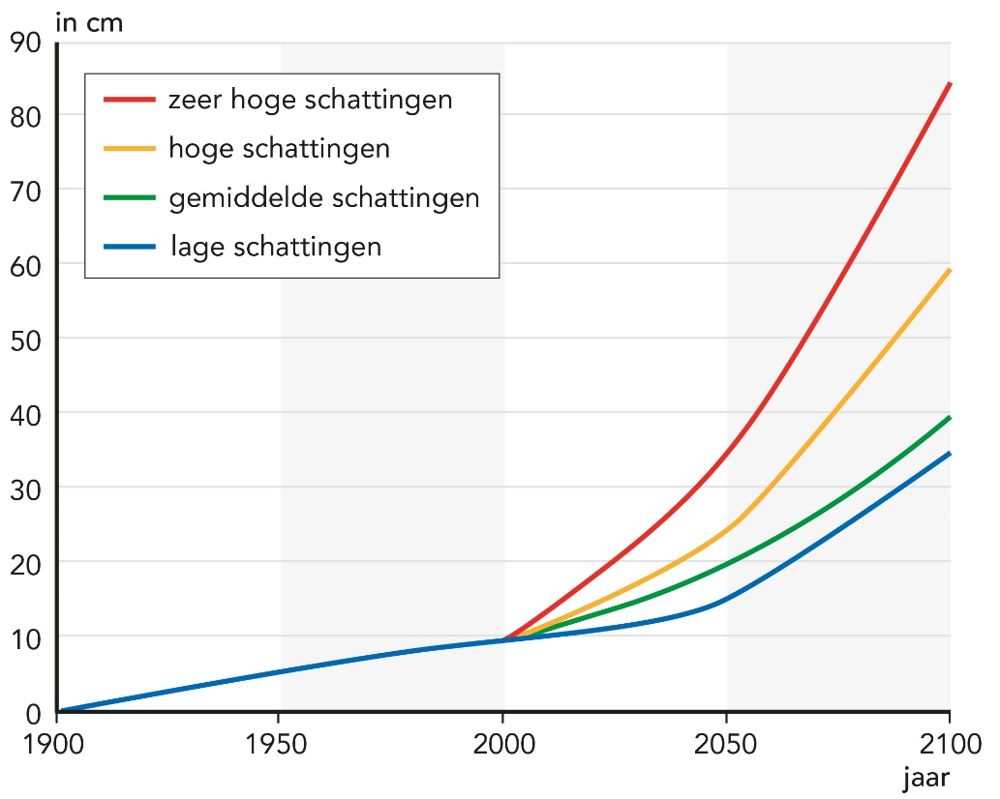 in cm
90
80
70
60
50
40
30
20
10
0
zeer hoge schattingen
hoge schattingen
gemiddelde schattingen
lage schattingen
1900 1950 2000 2050 2100
jaar